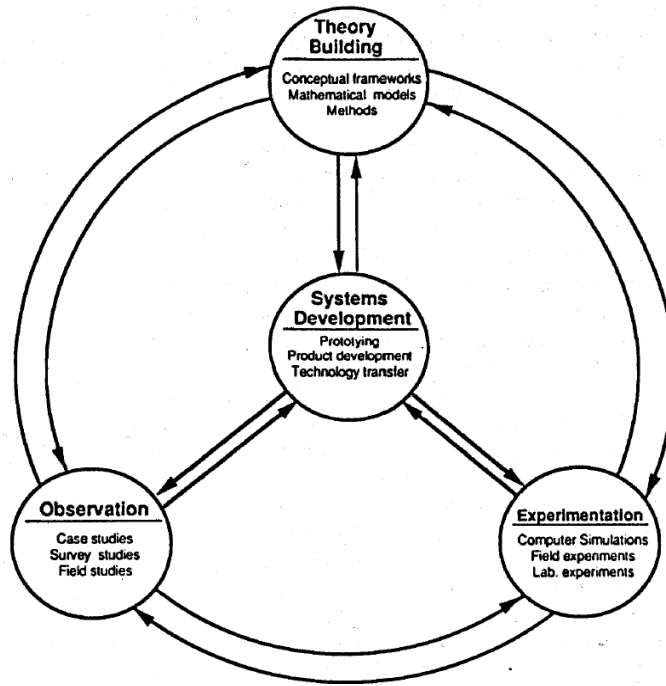 Theory
Building
Conceptual frameworks
Mathematical models
Methods
Systems
Development
Prototying
Product development
Technology transfer
Observation
Case studies
Survey studies
Field studies
Experimentation
Computer Simulations
Field experiments
Lab. experiments